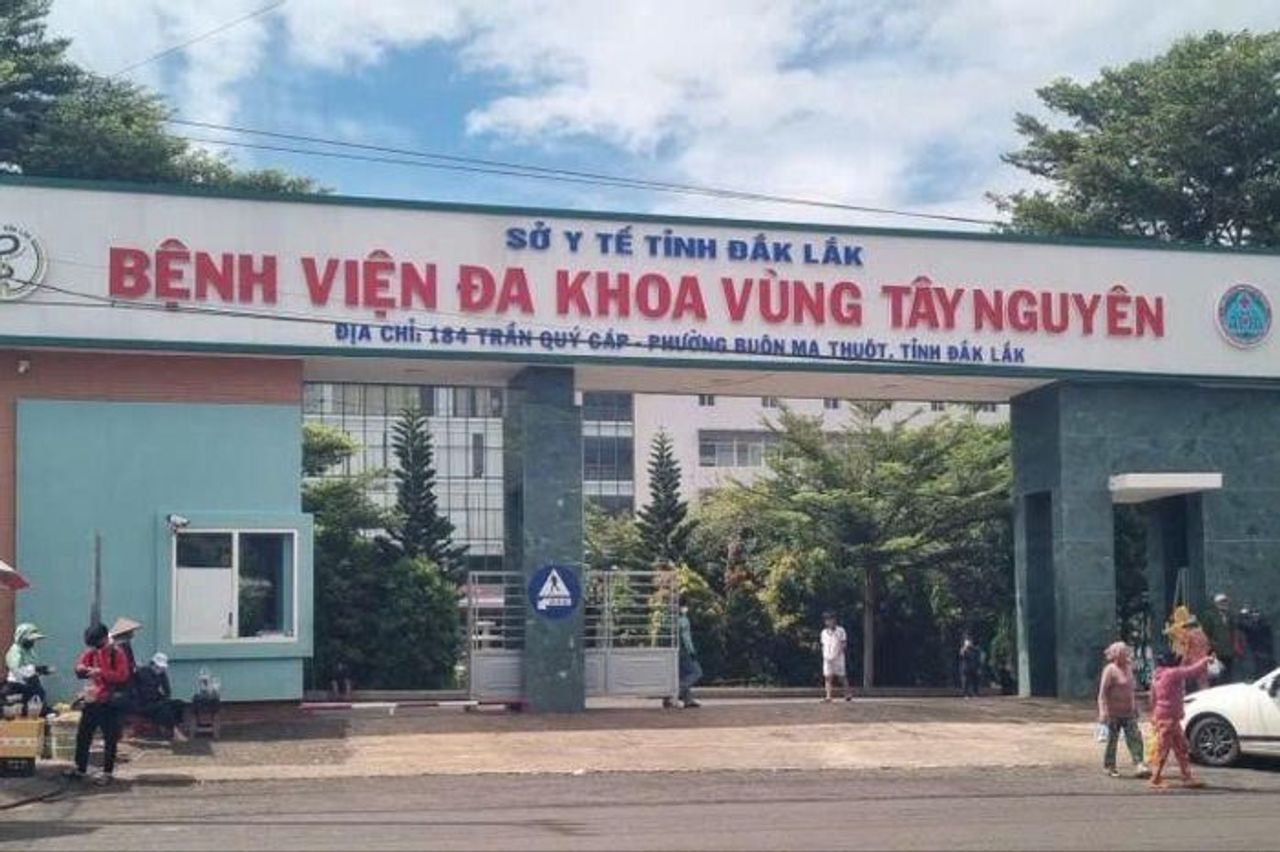 SỞ Y TẾ TỈNH ĐẮK LẮK
BỆNH VIỆN ĐA KHOA VÙNG TÂY NGUYÊN
ĐỊA CHỈ: 184 TRẦN QUÝ CÁP - PHƯỜNG BUÔN MA THUỘT, TỈNH ĐẮK LẮK